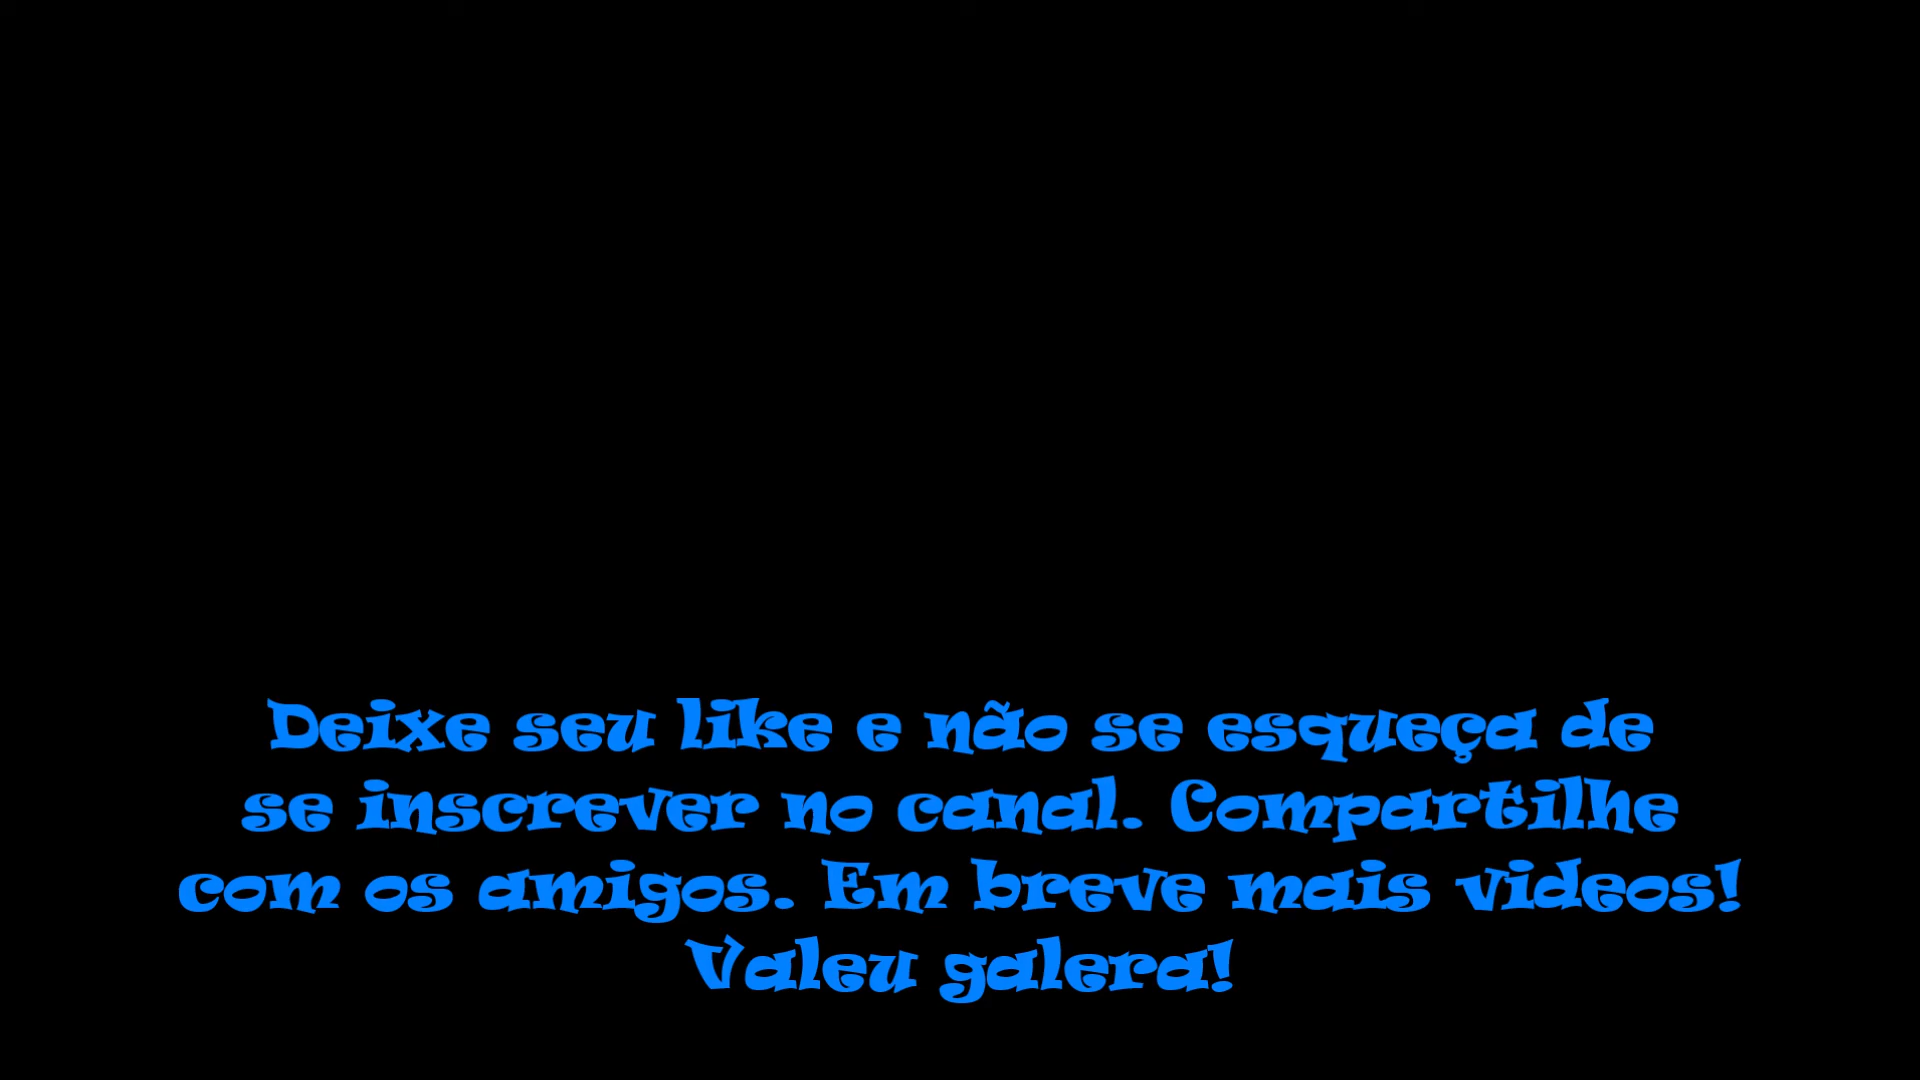 Deixe seu like e não se esqueça de
se inscrever no canal. Compartilhe
com os amigos. Em breve mais videos!
Valeu galera!